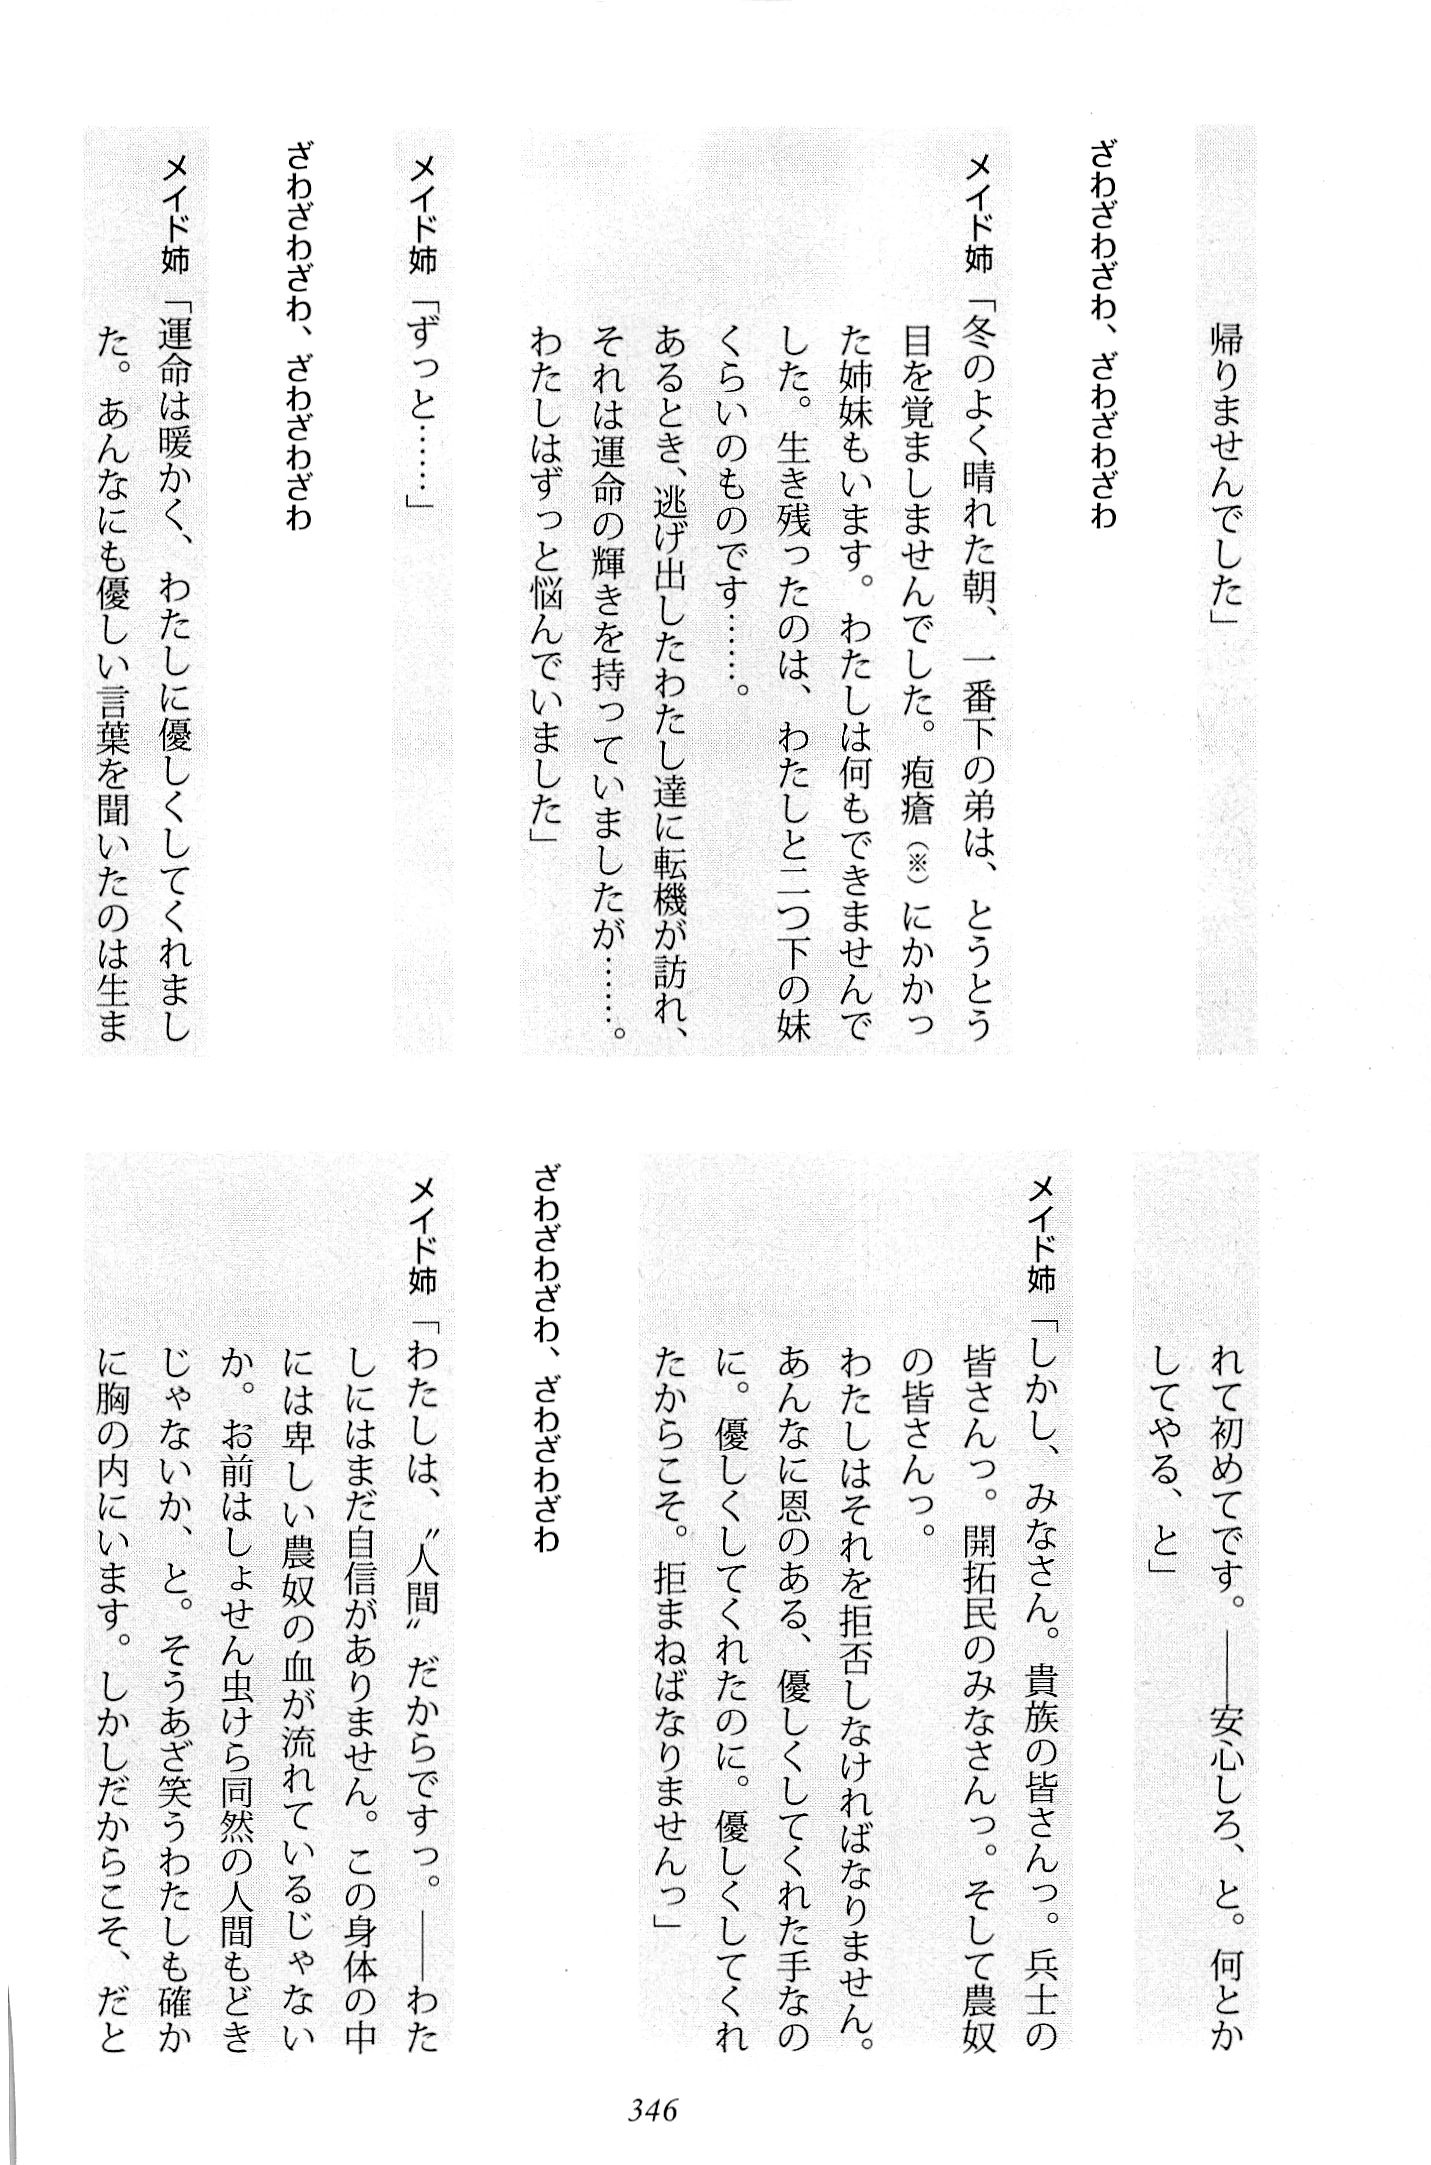 帰りませんでした」
ざわざわざわ、ざわざわざわ
メイド姉「冬のよく晴れた朝、一番下の弟は、とうとう
目を覚ましませんでした。疱瘡（※）にかかっ
た姉妹もいます。わたしは何もできませんで
した。生き残ったのは、わたしと二つ下の妹
くらいのものです……。
あるとき、逃げ出したわたし達に転機が訪れ、
それは運命の輝きを持っていましたが……。
わたしはずっと悩んでいました」
メイド姉「ずっと……」
ざわざわざわ、ざわざわざわ
メイド姉「運命は暖かく、わたしに優しくしてくれまし
た。あんなにも優しい言葉を聞いたのは生ま
れて初めてです。――安心しろ、と。何とか
してやる、と」
メイド姉「しかし、みなさん。貴族の皆さんっ。兵士の
皆さんっ。開拓民のみなさんっ。そして農奴
の皆さんっ。
わたしはそれを拒否しなければなりません。
あんなに恩のある、優しくしてくれた手なの
に。優しくしてくれたのに。優しくしてくれ
たからこそ。拒まねばなりませんっ」
ざわざわざわ、ざわざわざわ
メイド姉「わたしは、〝人間〟だからですっ。――わた
しにはまだ自信がありません。この身体の中
には卑しい農奴の血が流れているじゃない
か。お前はしょせん虫けら同然の人間もどき
じゃないか、と。そうあざ笑うわたしも確か
に胸の内にいます。しかしだからこそ、だと
346